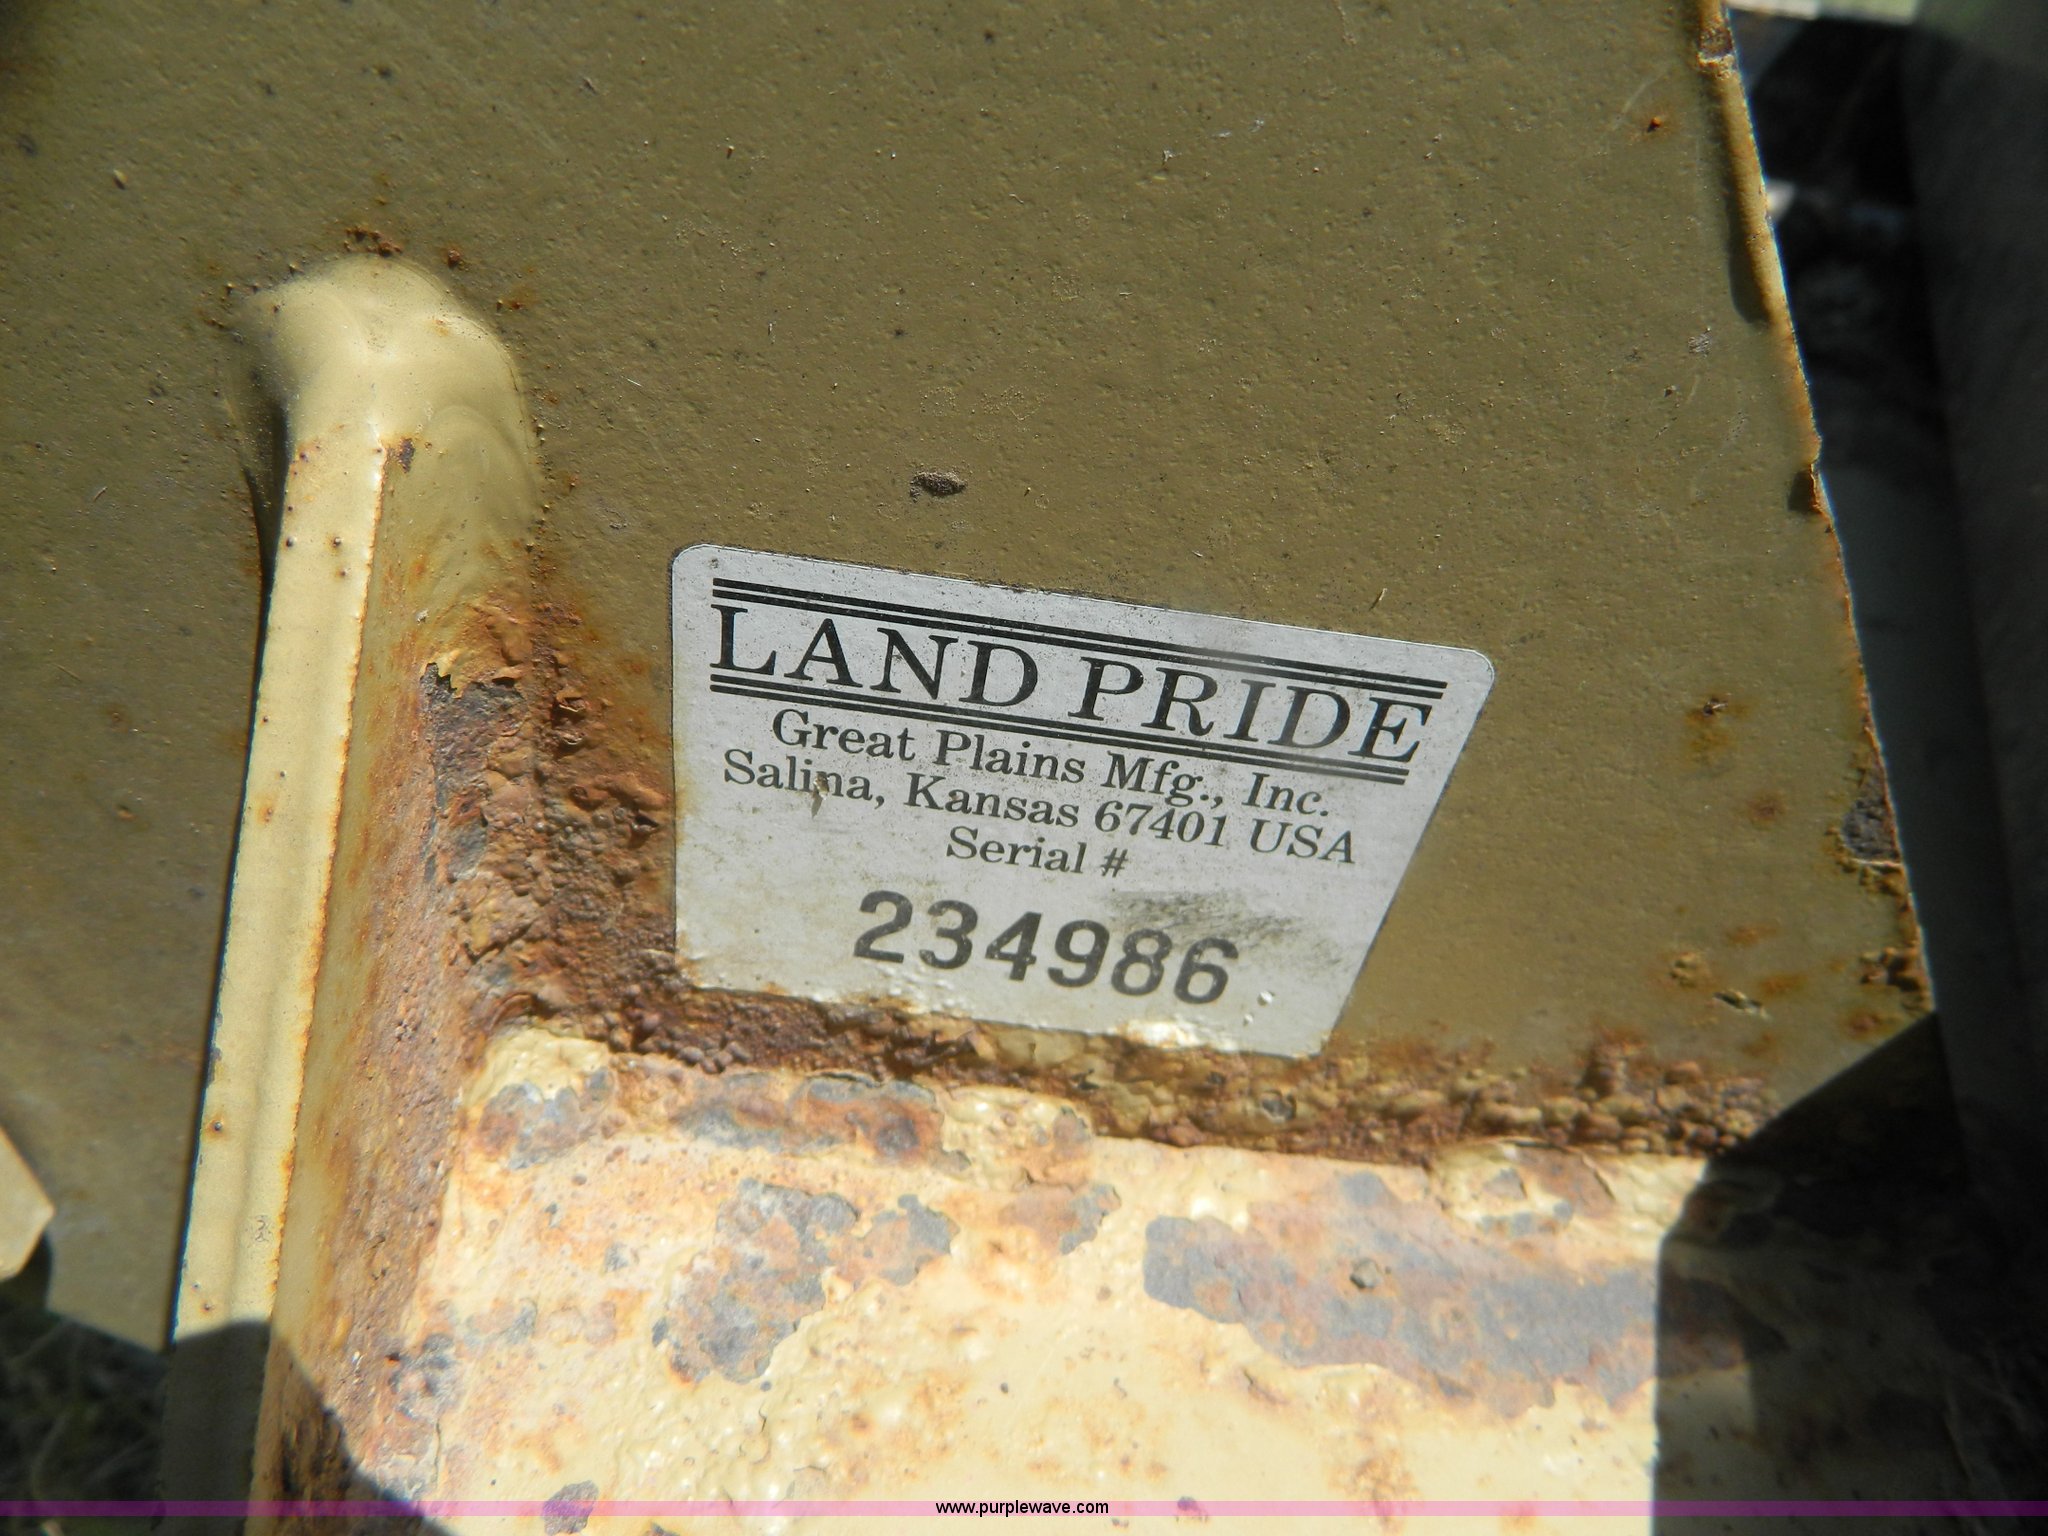 LAND PRIDE
Great Plains Mfg., Inc.
Salina, Kansas 67401 USA
Serial #
234986
www.purplewave.com